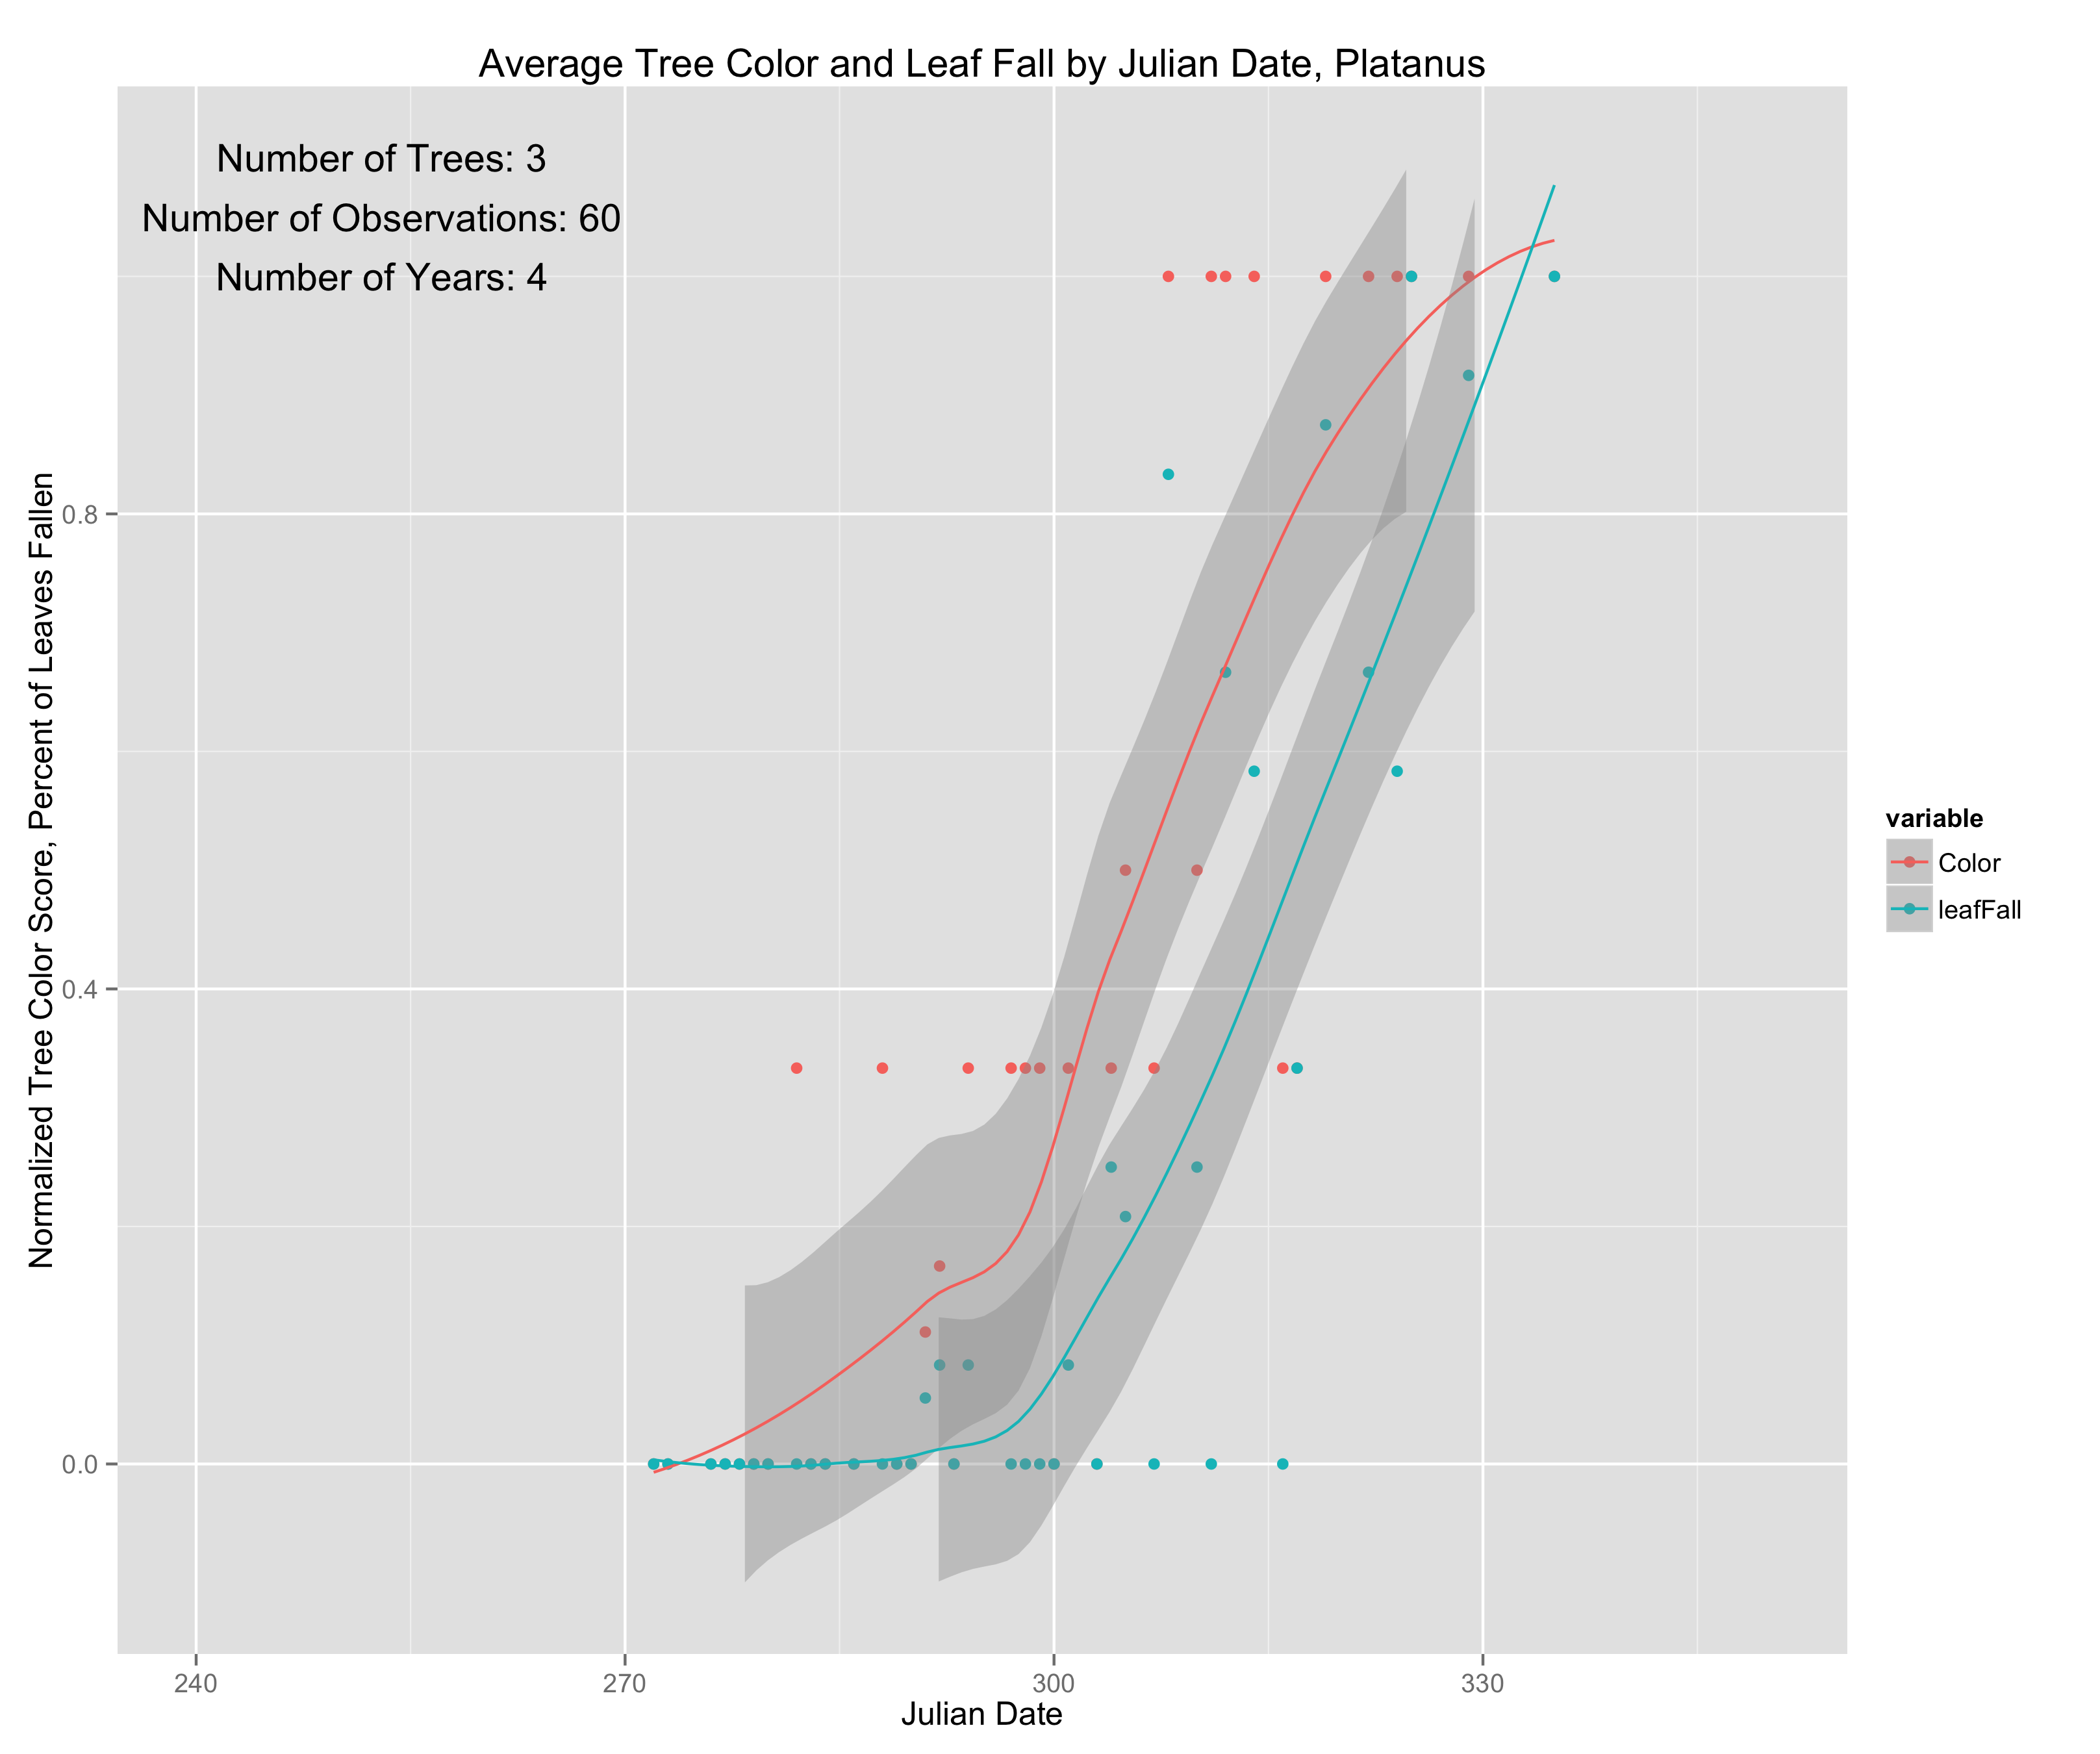 Average Tree Color and Leaf Fall by Julian Date, Platanus
Number of Trees: 3
Number of Observations: 60
Number of Years: 4
Normalized Tree Color Score, Percent of Leaves Fallen
0.8
0.4
0.0
240
270
300
330
Julian Date
variable
Color
leafFall